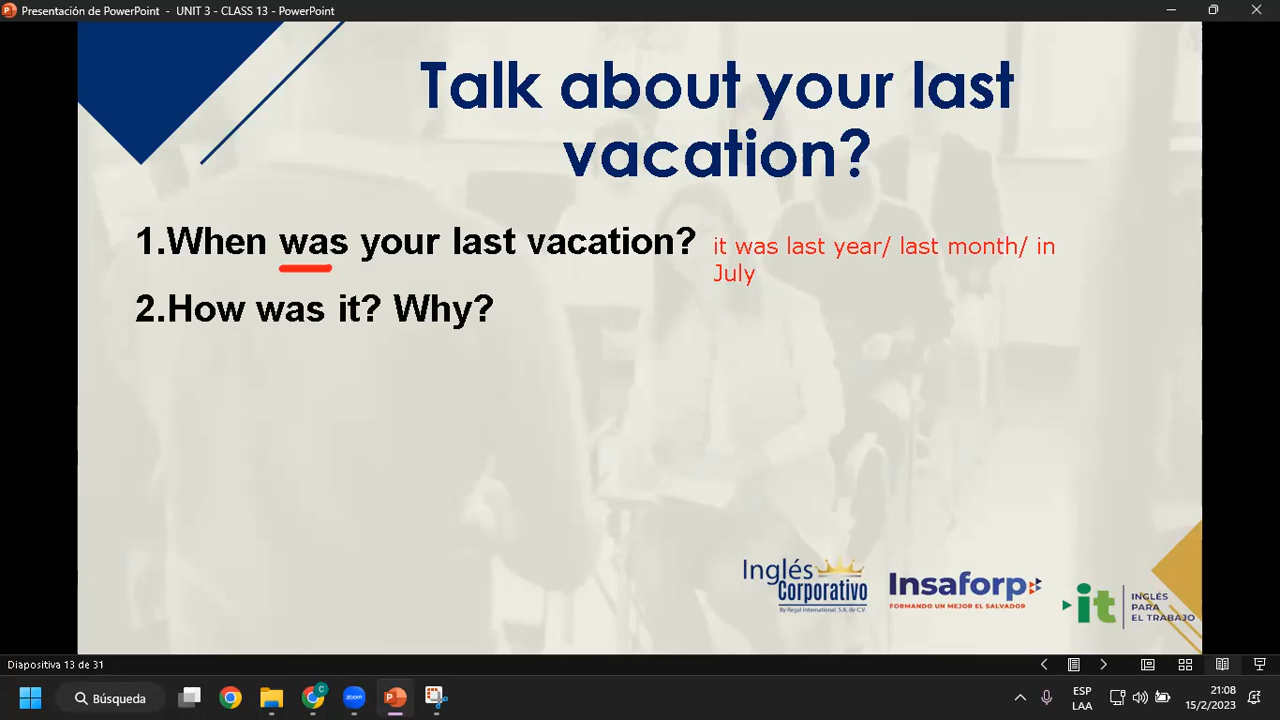 Presentación de PowerPoint - UNIT 3 - CLASS 13 - PowerPoint
Talk about your last
vacation?
1.When was your last vacation?
it was last year/ last month/ in
July
2.How was it? Why?
Inglés
Corporativo
By Regal International, S.A. de C.V.
Insaforp
FORMANDO UN MEJOR EL SALVADOR
it
INGLÉS
PARA
EL TRABAJO
Diapositiva 13 de 31
Búsqueda
zoom
ESP
LAA
21:08
15/2/2023